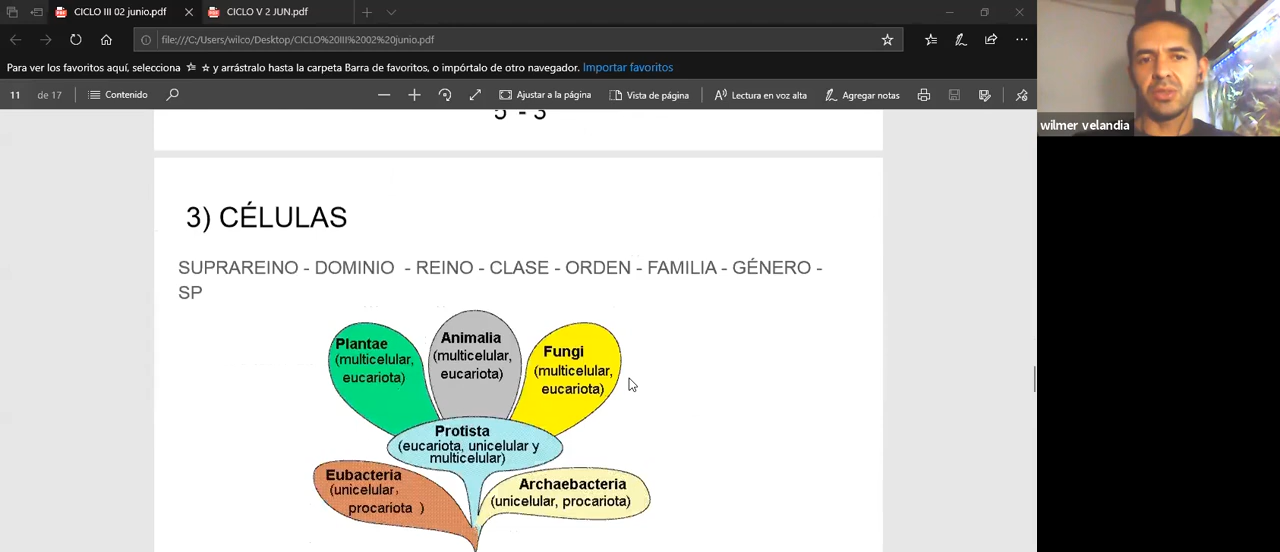 CICLO III 02 junio.pdf
CICLO V 2 JUN.pdf
file:///C:/Users/wilco/Desktop/CICLO%20III%2002%20junio.pdf
Para ver los favoritos aquí, selecciona y arrástralo hasta la carpeta Barra de favoritos, o impórtalo de otro navegador. Importar favoritos
11 de 17 Contenido Ajustar a la página Vista de página Lectura en voz alta Agregar notas
wilmer velandia
5' - 3'
3) CÉLULAS
SUPRAREINO - DOMINIO - REINO - CLASE - ORDEN - FAMILIA - GÉNERO -
SP
Plantae
(multicelular,
eucariota)
Animalia
(multicelular,
eucariota)
Fungi
(multicelular,
eucariota)
Protista
(eucariota, unicelular y
multicelular)
Eubacteria
(unicelular,
procariota )
Archaebacteria
(unicelular, procariota)